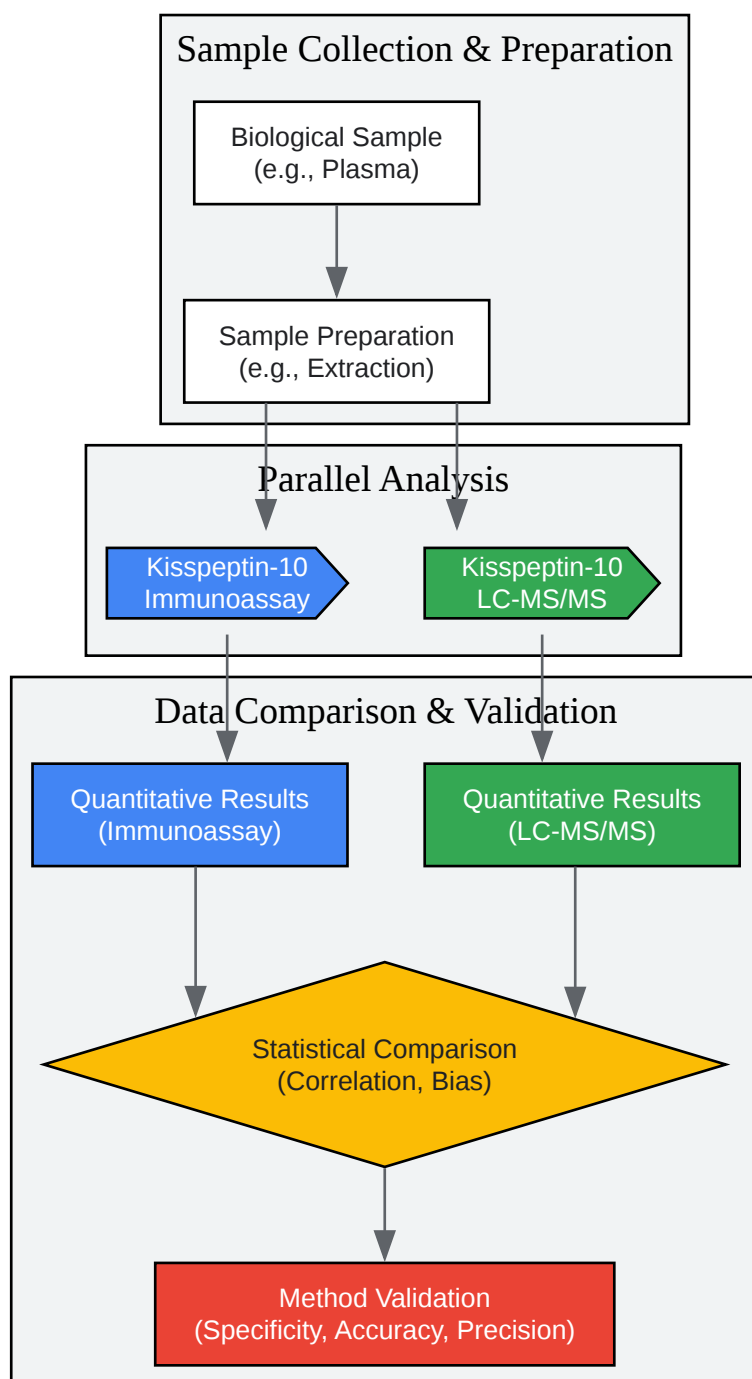 Sample Collection & Preparation
Biological Sample
(e.g., Plasma)
Sample Preparation
(e.g., Extraction)
Parallel Analysis
Kisspeptin-10
Immunoassay
Kisspeptin-10
LC-MS/MS
Data Comparison & Validation
Quantitative Results
(Immunoassay)
Quantitative Results
(LC-MS/MS)
Statistical Comparison
(Correlation, Bias)
Method Validation
(Specificity, Accuracy, Precision)